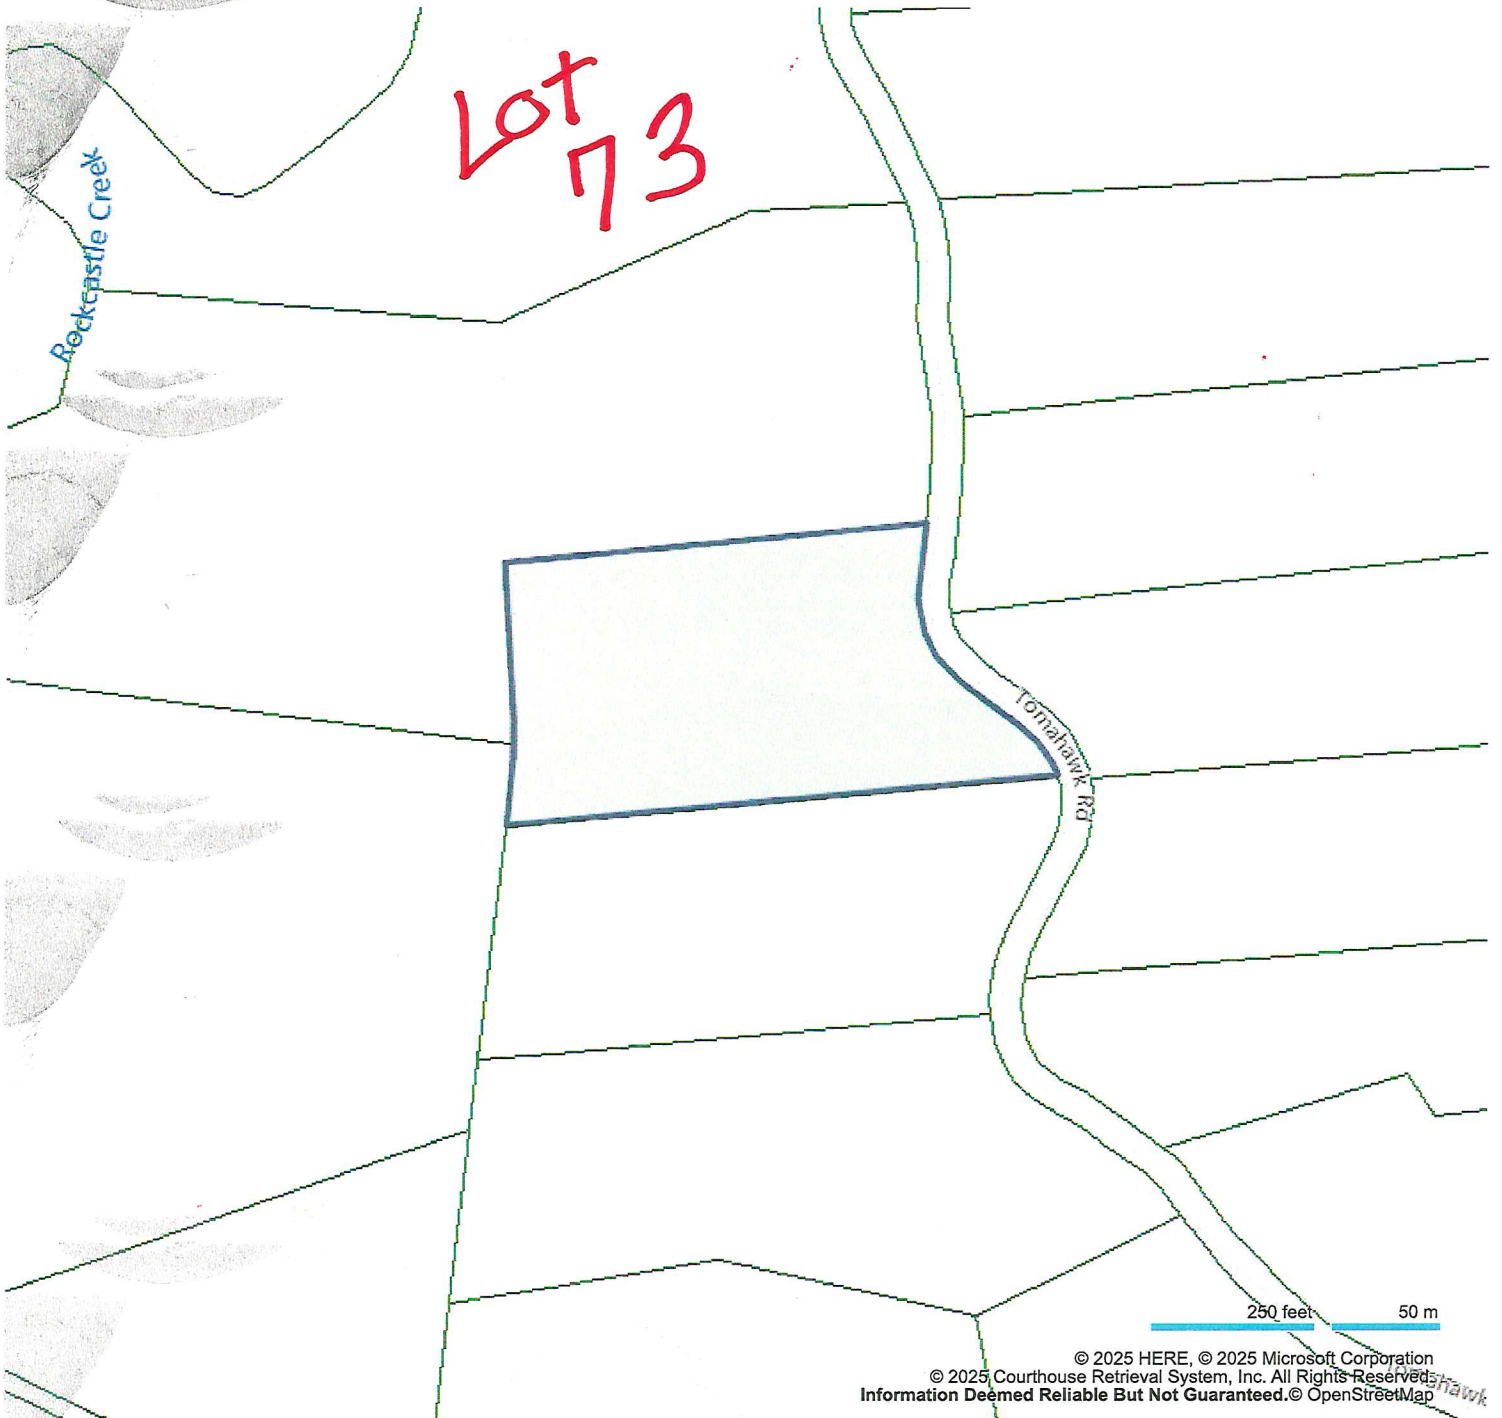 Lot
73
Rockcastle Creek
Tomahawk Rd
250 feet 50 m
© 2025 HERE, © 2025 Microsoft Corporation
© 2025 Courthouse Retrieval System, Inc. All Rights Reserved.
Information Deemed Reliable But Not Guaranteed.© OpenStreetMap
Tomahawk